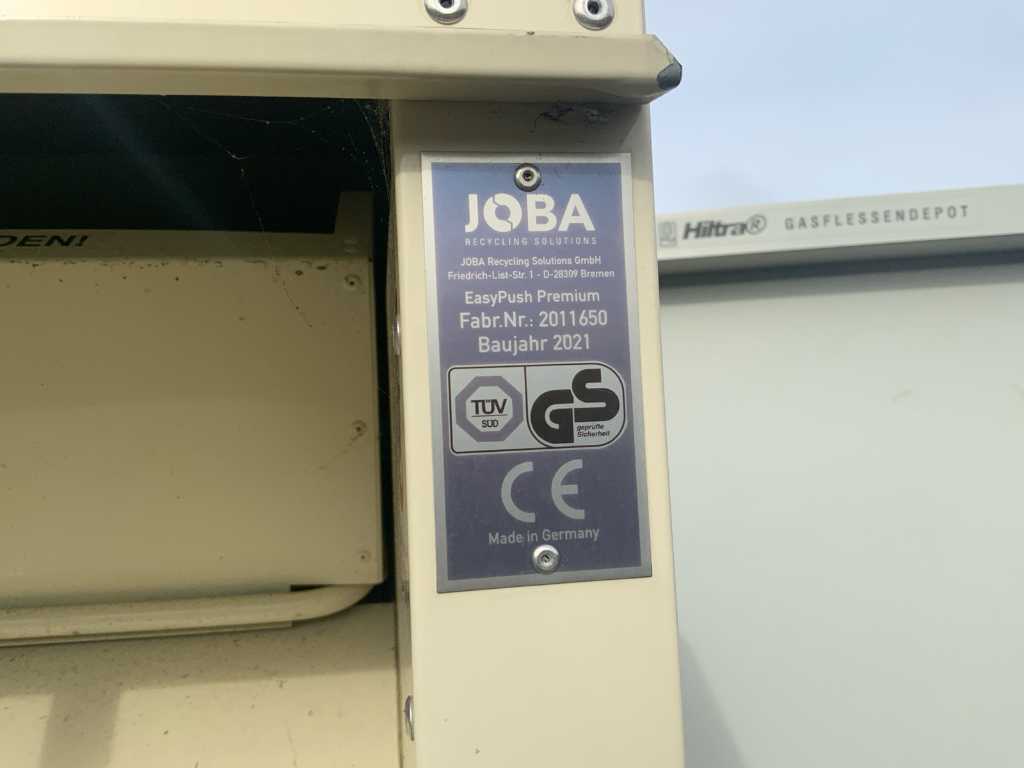 DEN!
JOBA
RECYCLING SOLUTIONS
JOBA Recycling Solutions GmbH
Friedrich-List-Str. 1 - D-28309 Bremen
EasyPush Premium
Fabr.Nr.: 2011650
Baujahr 2021
TÜV
SÜD
GS
geprüfte
Sicherheit
CE
Made in Germany
Hiltra® GASFLESSENDEPOT